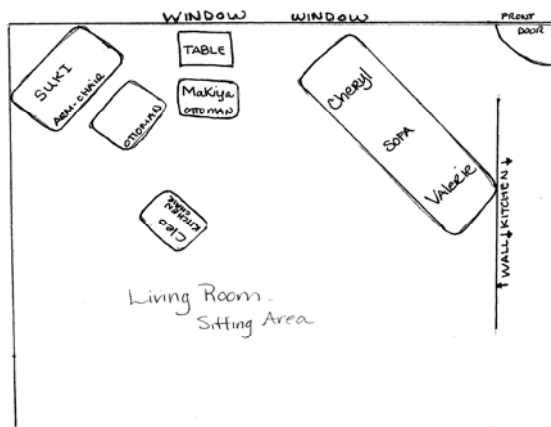 WINDOW
WINDOW
FRONT
DOOR
TABLE
SUKI
ARM-CHAIR
OTTOMAN
MaKiya
OTTOMAN
Cheryl
SOFA
Valerie
WALL
KITCHEN
Cleo
KITCHEN
CHAIR
Living Room
Sitting Area